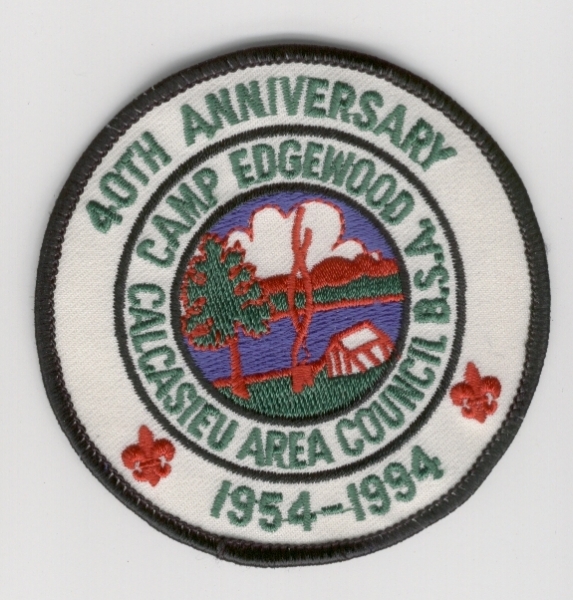 40TH ANNIVERSARY
CAMP EDGEWOOD
CALCASIEU AREA COUNCIL B.S.A.
1954-1994